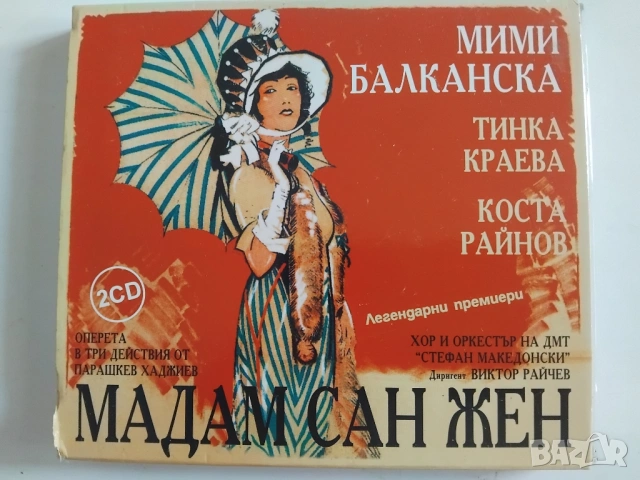 МИМИ
БАЛКАНСКА
ТИНКА
КРАЕВА
КОСТА
РАЙНОВ
2CD
Легендарни премиери
ОПЕРЕТА
В ТРИ ДЕЙСТВИЯ ОТ
ПАРАШКЕВ ХАДЖИЕВ
ХОР И ОРКЕСТЪР НА ДМТ
"СТЕФАН МАКЕДОНСКИ"
Диригент ВИКТОР РАЙЧЕВ
МАДАМ САН ЖЕН
BAZAR